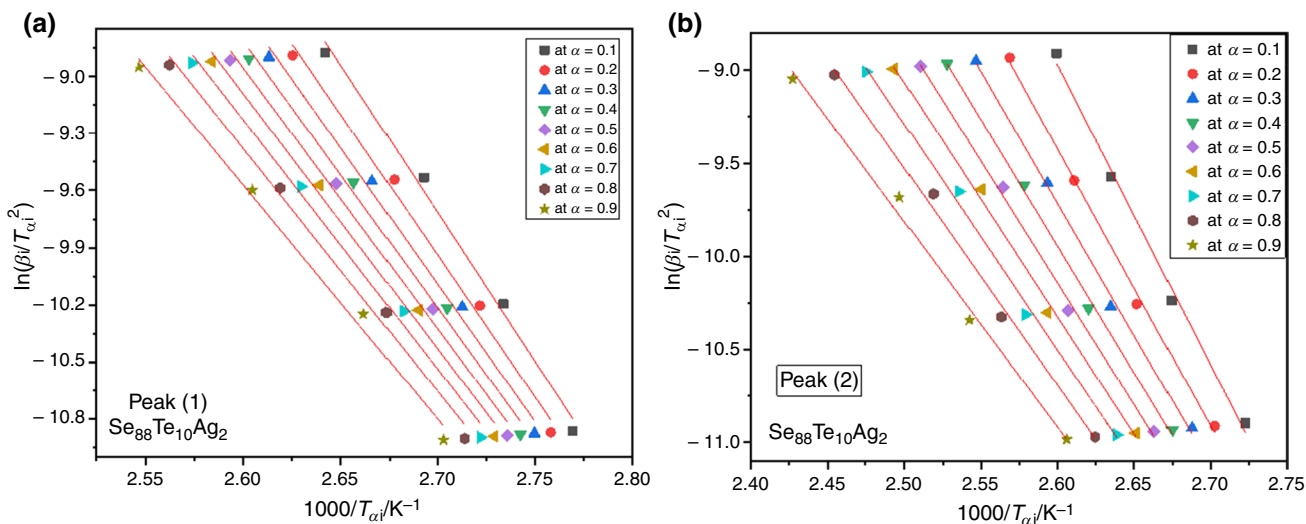 (a)
ln(βi/Tαi²)
− 9.0
− 9.3
− 9.6
− 9.9
− 10.2
− 10.5
− 10.8
at α = 0.1
at α = 0.2
at α = 0.3
at α = 0.4
at α = 0.5
at α = 0.6
at α = 0.7
at α = 0.8
at α = 0.9
Peak (1)
Se₈₈Te₁₀Ag₂
2.55 2.60 2.65 2.70 2.75 2.80
1000/Tαi/K⁻¹
(b)
ln(βi/Tαi²)
− 9.0
− 9.5
− 10.0
− 10.5
− 11.0
at α = 0.1
at α = 0.2
at α = 0.3
at α = 0.4
at α = 0.5
at α = 0.6
at α = 0.7
at α = 0.8
at α = 0.9
Peak (2)
Se₈₈Te₁₀Ag₂
2.40 2.45 2.50 2.55 2.60 2.65 2.70 2.75
1000/Tαi/K⁻¹